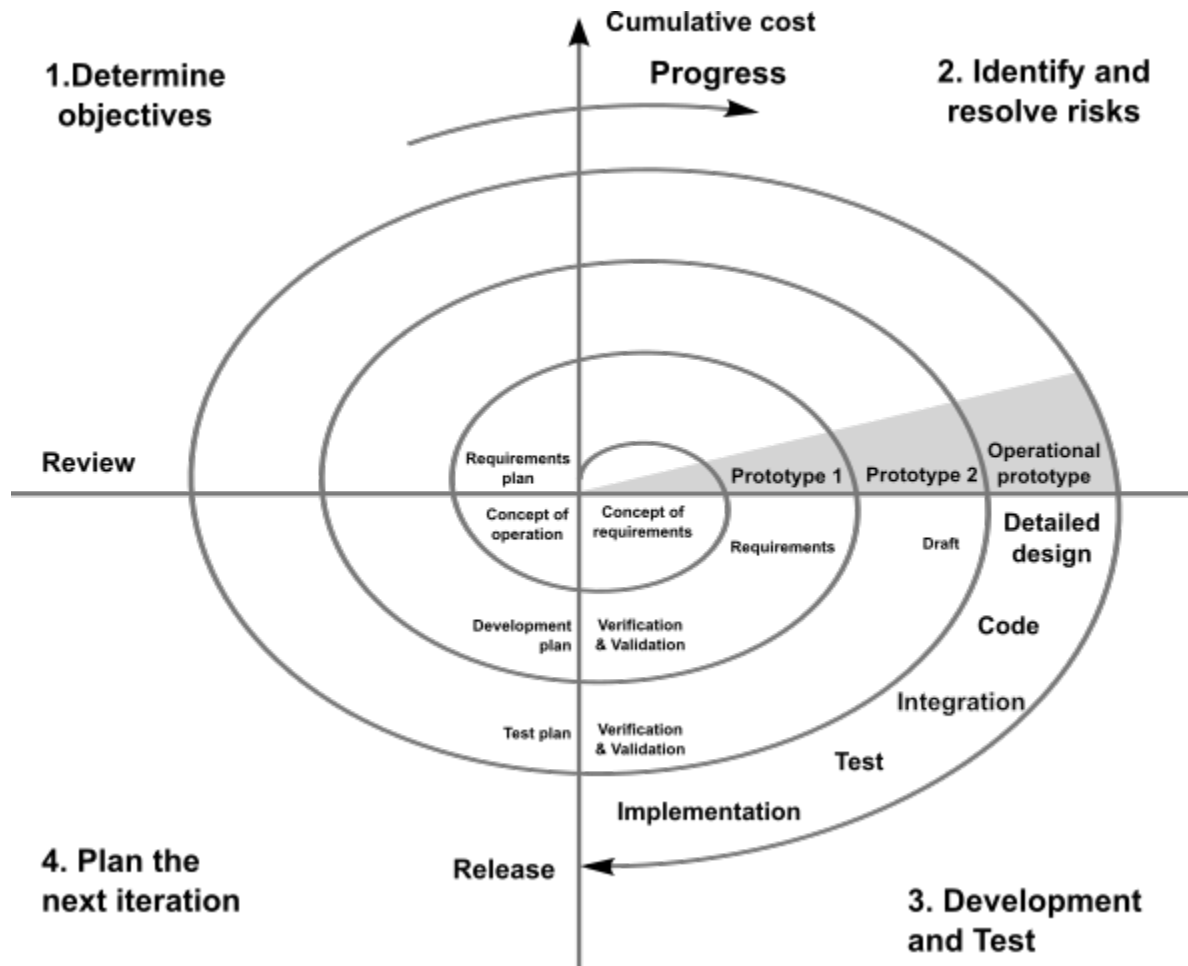 Cumulative cost
Progress
1.Determine
objectives
2. Identify and
resolve risks
Review
Requirements
plan
Prototype 1
Prototype 2
Operational
prototype
Concept of
operation
Concept of
requirements
Requirements
Draft
Detailed
design
Development
plan
Verification
& Validation
Code
Integration
Test plan
Verification
& Validation
Test
Implementation
Release
4. Plan the
next iteration
3. Development
and Test